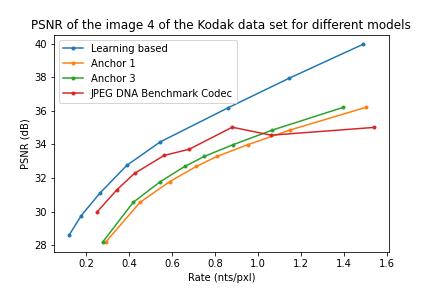 PSNR of the image 4 of the Kodak data set for different models
40
38
36
34
32
30
28
PSNR (dB)
Learning based
Anchor 1
Anchor 3
JPEG DNA Benchmark Codec
0.2 0.4 0.6 0.8 1.0 1.2 1.4 1.6
Rate (nts/pxl)